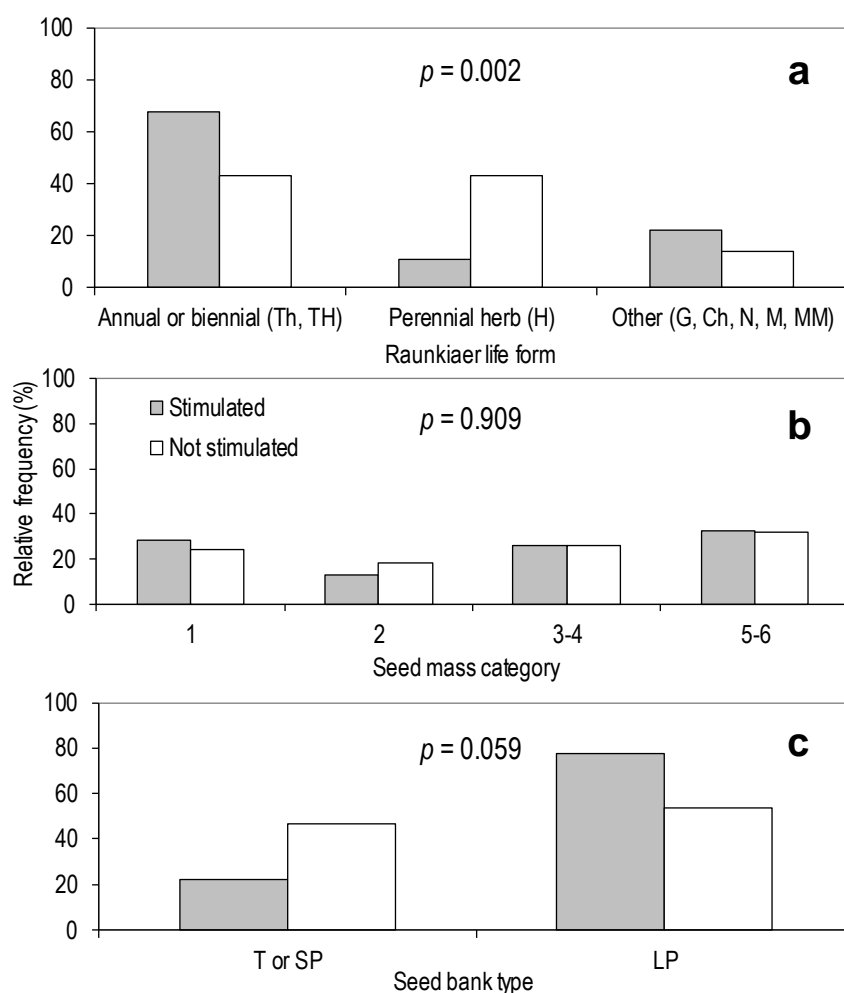 100
80
60
40
20
0
p = 0.002
a
Annual or biennial (Th, TH) Perennial herb (H) Other (G, Ch, N, M, MM)
Raunkiaer life form
Relative frequency (%)
100
80
60
40
20
0
Stimulated
Not stimulated
p = 0.909
b
1 2 3-4 5-6
Seed mass category
100
80
60
40
20
0
p = 0.059
c
T or SP LP
Seed bank type